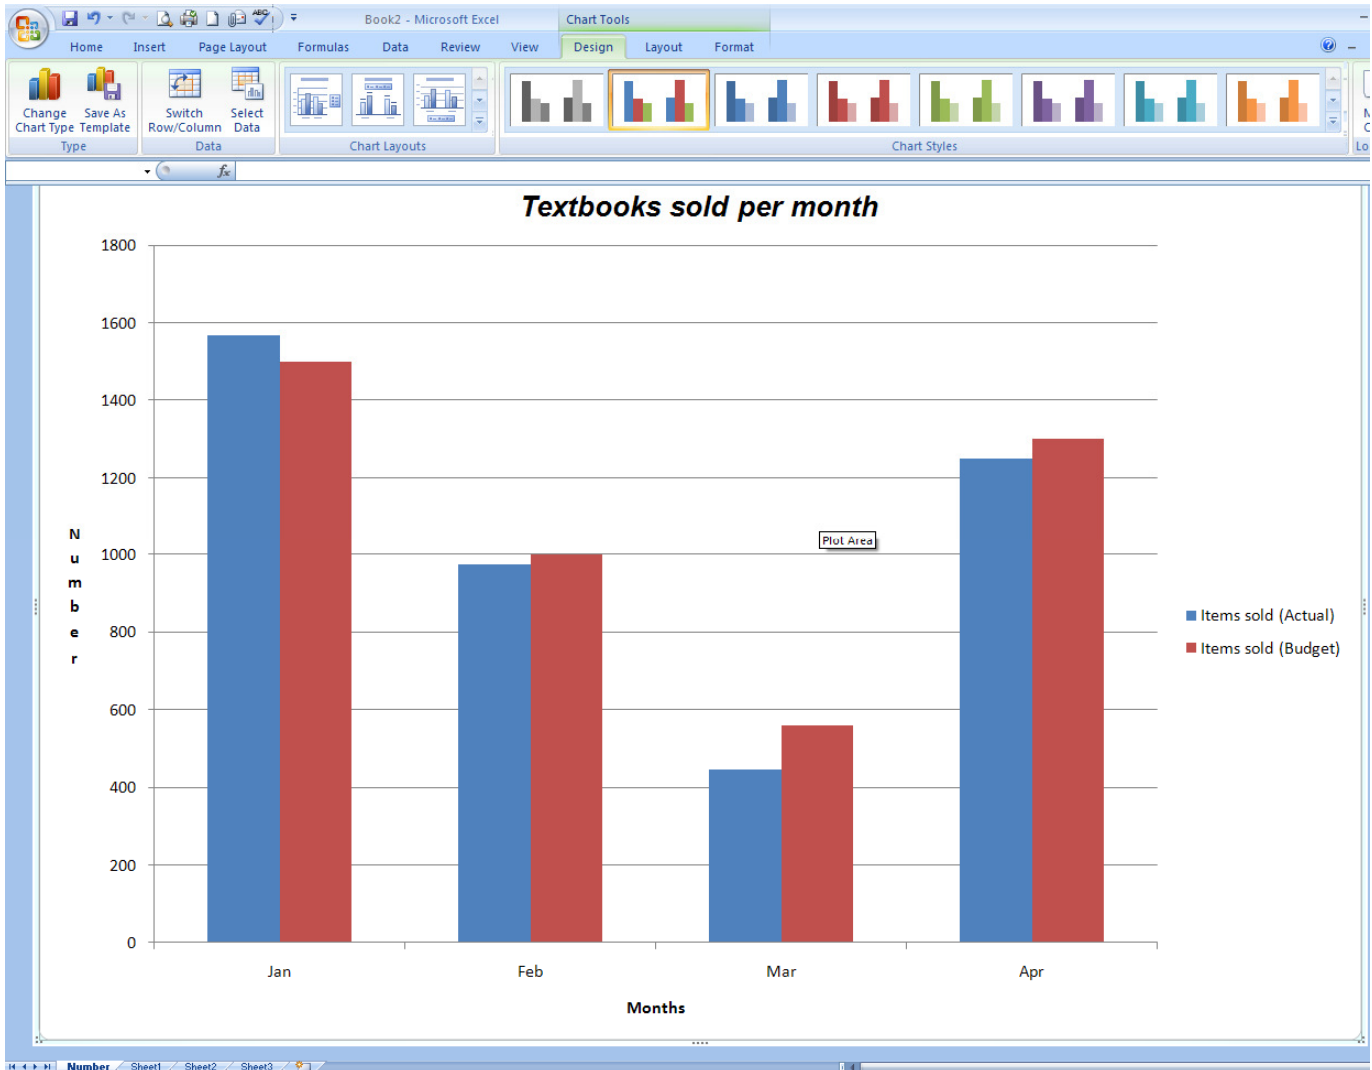 Book2 - Microsoft Excel Chart Tools
Home Insert Page Layout Formulas Data Review View Design Layout Format
Change Chart Type
Save As Template
Switch Row/Column
Select Data
Type Data Chart Layouts Chart Styles
fx
Textbooks sold per month
1800
1600
1400
1200
1000
800
600
400
200
0
Number
Plot Area
Items sold (Actual)
Items sold (Budget)
Jan Feb Mar Apr
Months
Number Sheet1 Sheet2 Sheet3